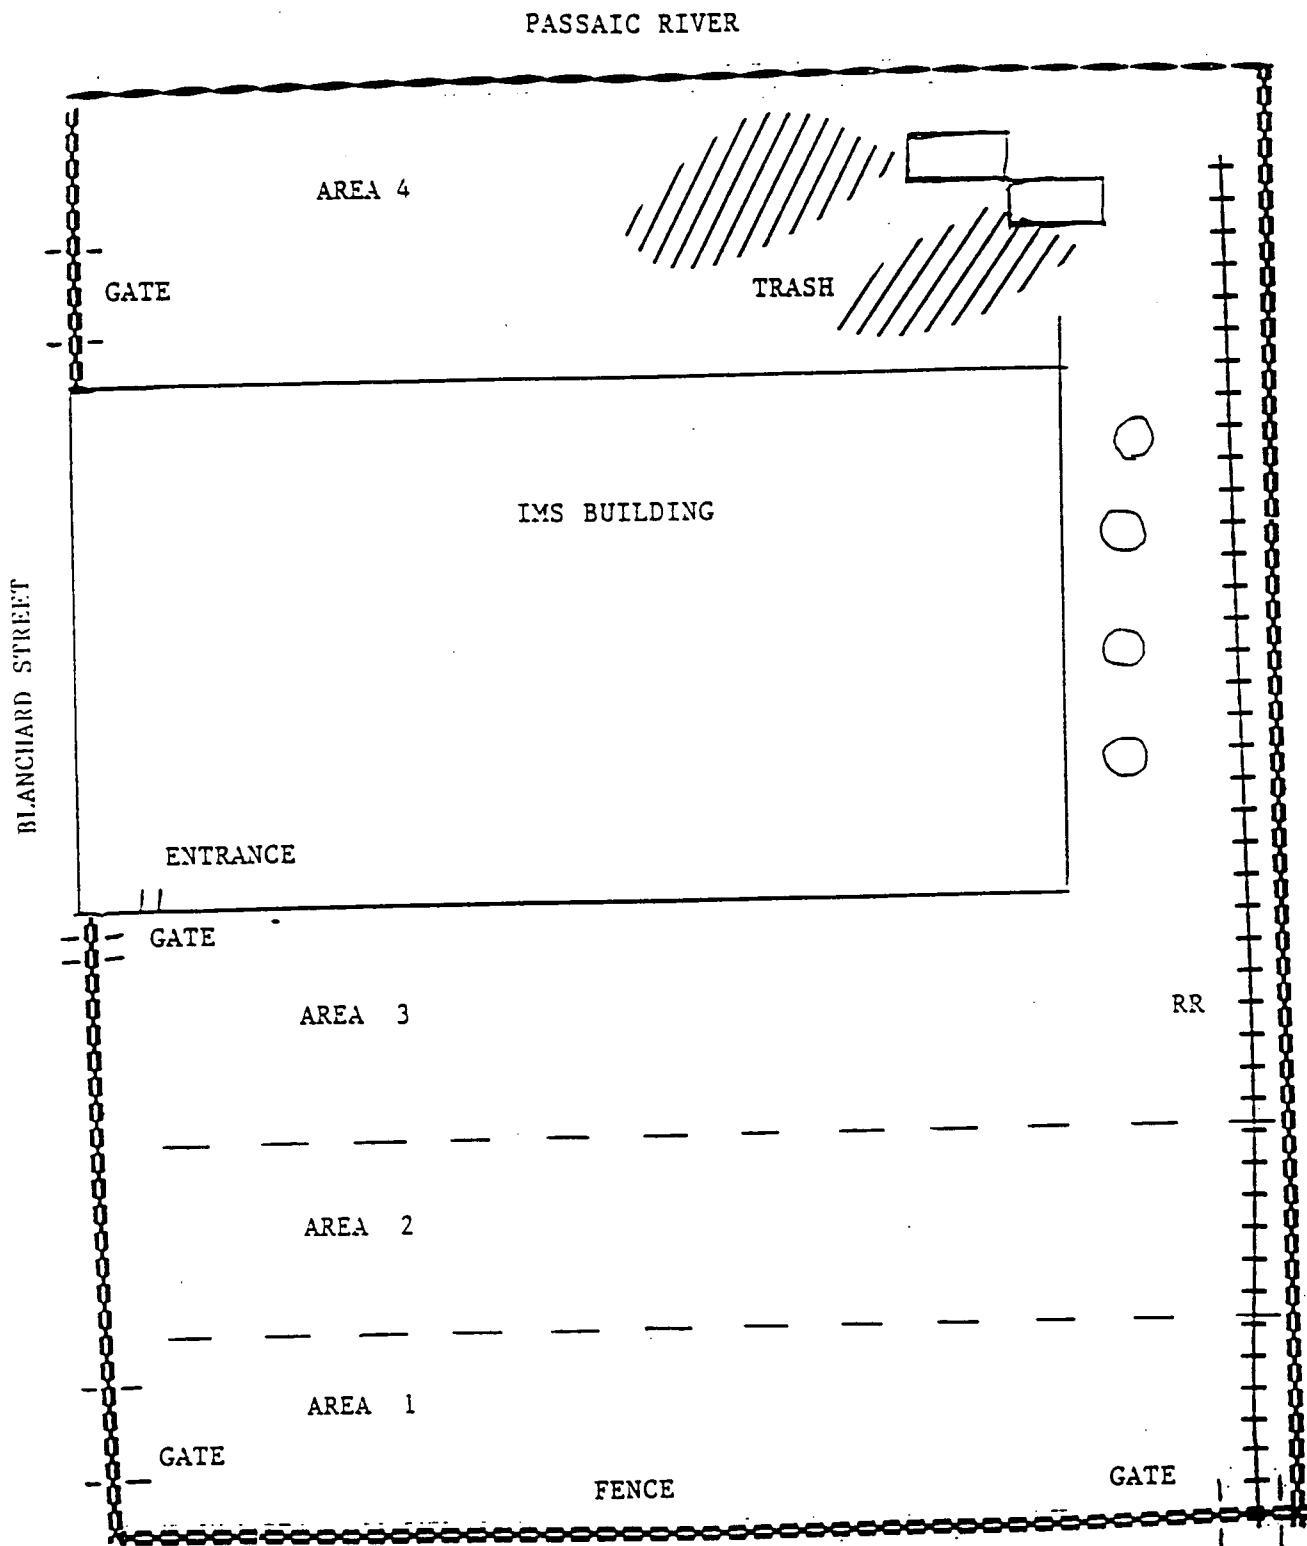 PASSAIC RIVER
AREA 4
GATE
TRASH
IMS BUILDING
BLANCHARD STREET
ENTRANCE
GATE
AREA 3
RR
AREA 2
AREA 1
GATE
FENCE
GATE